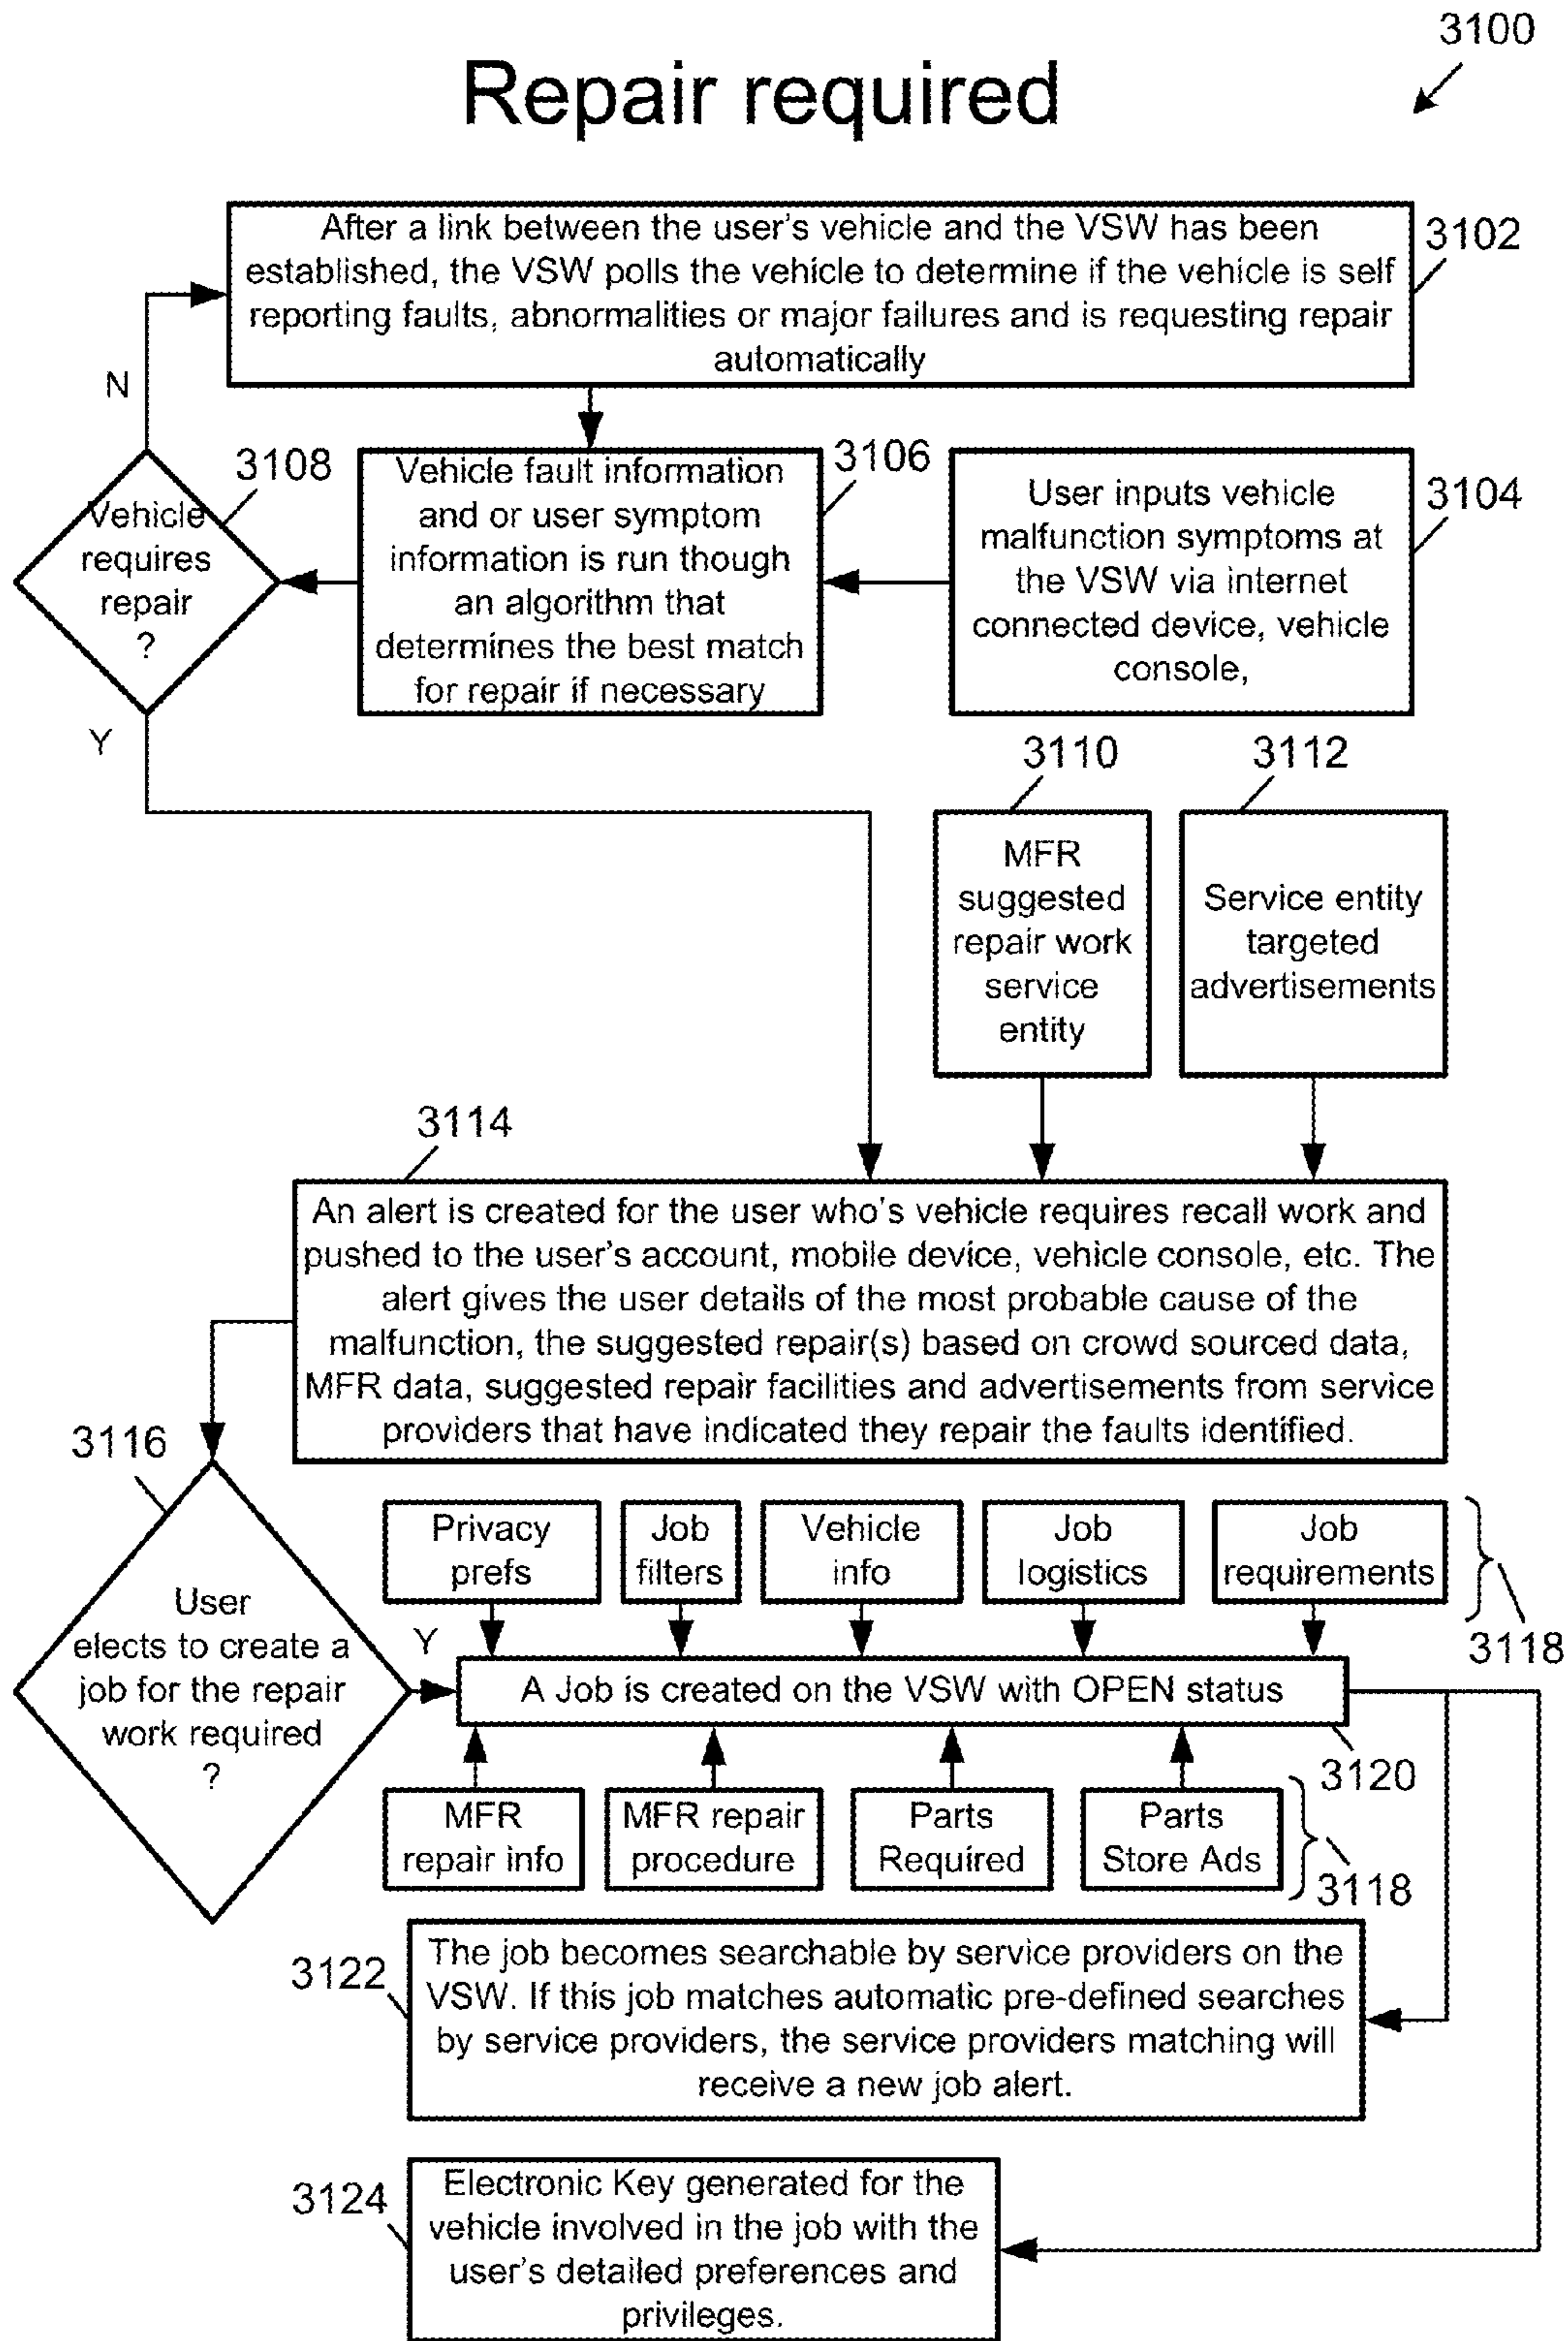 3100
Repair required
After a link between the user's vehicle and the VSW has been
established, the VSW polls the vehicle to determine if the vehicle is self
reporting faults, abnormalities or major failures and is requesting repair
automatically
3102
N
3108
Vehicle
requires
repair
?
Y
3106
Vehicle fault information
and or user symptom
information is run though
an algorithm that
determines the best match
for repair if necessary
3104
User inputs vehicle
malfunction symptoms at
the VSW via internet
connected device, vehicle
console,
3110
MFR
suggested
repair work
service
entity
3112
Service entity
targeted
advertisements
3114
An alert is created for the user who's vehicle requires recall work and
pushed to the user's account, mobile device, vehicle console, etc. The
alert gives the user details of the most probable cause of the
malfunction, the suggested repair(s) based on crowd sourced data,
MFR data, suggested repair facilities and advertisements from service
providers that have indicated they repair the faults identified.
3116
User
elects to create a
job for the repair
work required
?
Y
Privacy
prefs
Job
filters
Vehicle
info
Job
logistics
Job
requirements
3118
A Job is created on the VSW with OPEN status
3120
MFR
repair info
MFR repair
procedure
Parts
Required
Parts
Store Ads
3118
3122
The job becomes searchable by service providers on the
VSW. If this job matches automatic pre-defined searches
by service providers, the service providers matching will
receive a new job alert.
3124
Electronic Key generated for the
vehicle involved in the job with the
user's detailed preferences and
privileges.